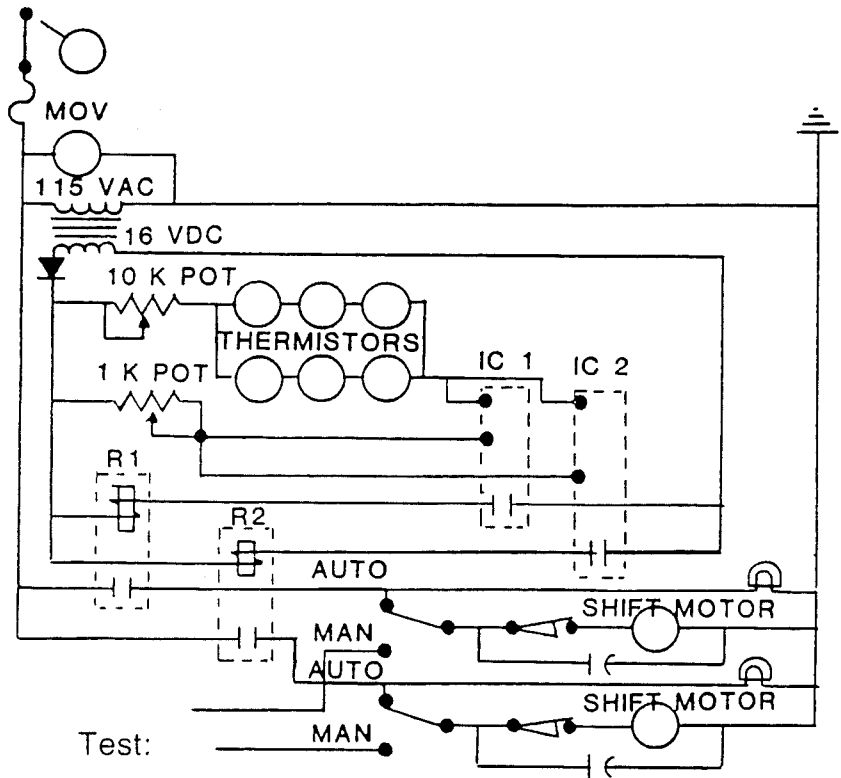 MOV
115 VAC
16 VDC
10 K POT
THERMISTORS
1 K POT
IC 1
IC 2
R1
R2
AUTO
SHIFT MOTOR
MAN
AUTO
SHIFT MOTOR
Test:
MAN